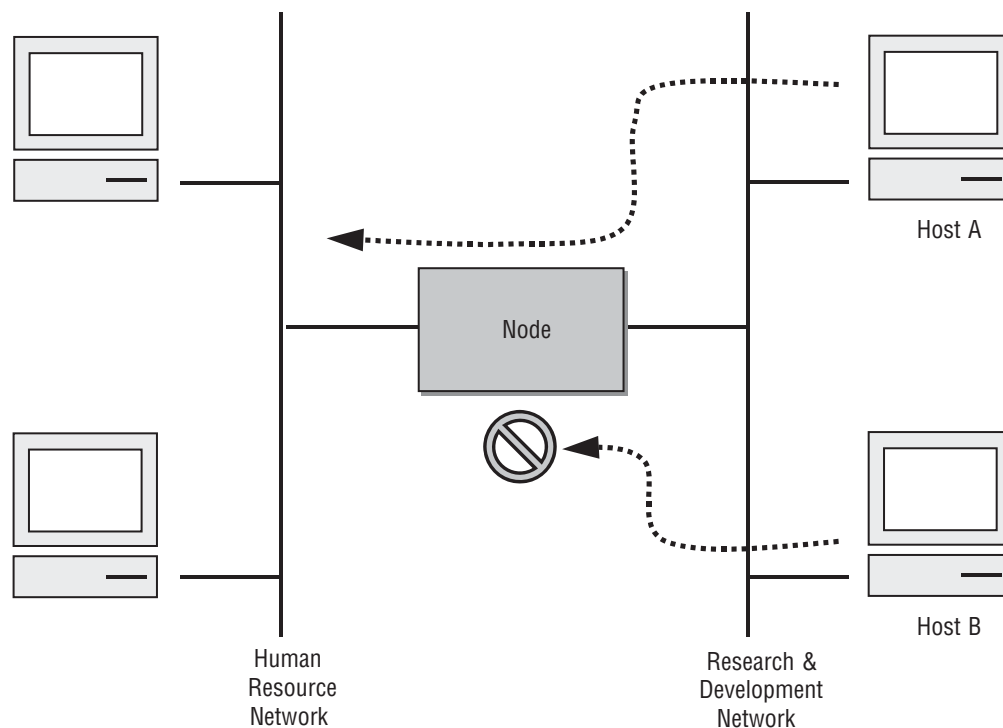 Host A
Node
Host B
Human
Resource
Network
Research &
Development
Network